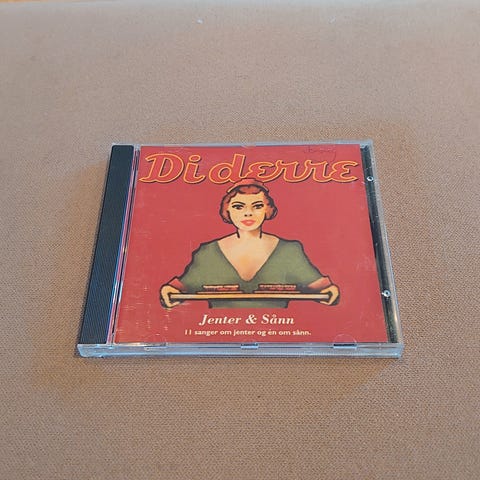 Di derre
Jenter & Sånn
11 sanger om jenter og én om sånn.